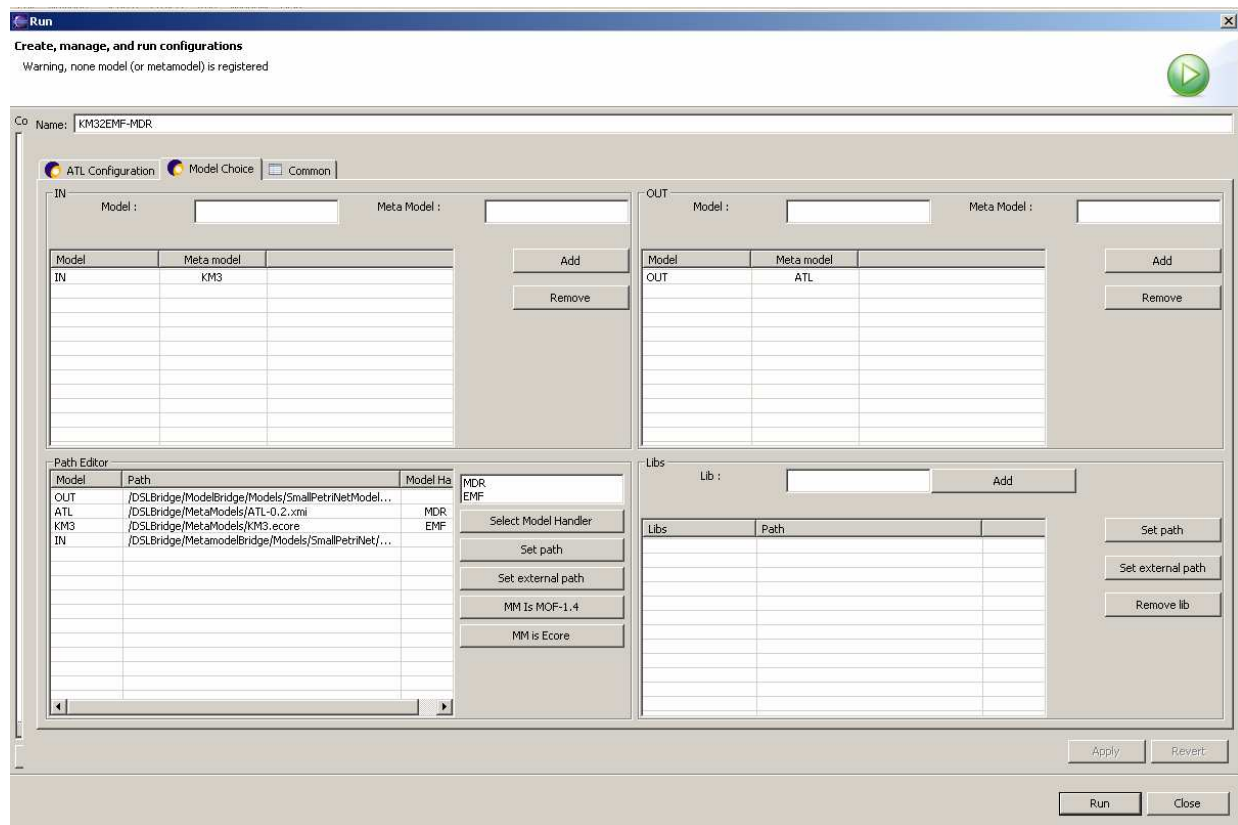 Run
Create, manage, and run configurations
Warning, none model (or metamodel) is registered
Co
Name: KM32EMF-MDR
ATL Configuration Model Choice Common
IN
Model : Meta Model :
Model Meta model
IN KM3
Add
Remove
OUT
Model : Meta Model :
Model Meta model
OUT ATL
Add
Remove
Path Editor
Model Path Model Ha
OUT /DSLBridge/ModelBridge/Models/SmallPetriNetModel...
ATL /DSLBridge/MetaModels/ATL-0.2.xmi MDR
KM3 /DSLBridge/MetaModels/KM3.ecore EMF
IN /DSLBridge/MetamodelBridge/Models/SmallPetriNet/...
MDR
EMF
Select Model Handler
Set path
Set external path
MM Is MOF-1.4
MM is Ecore
Libs
Lib : Add
Libs Path
Set path
Set external path
Remove lib
Apply Revert
Run Close